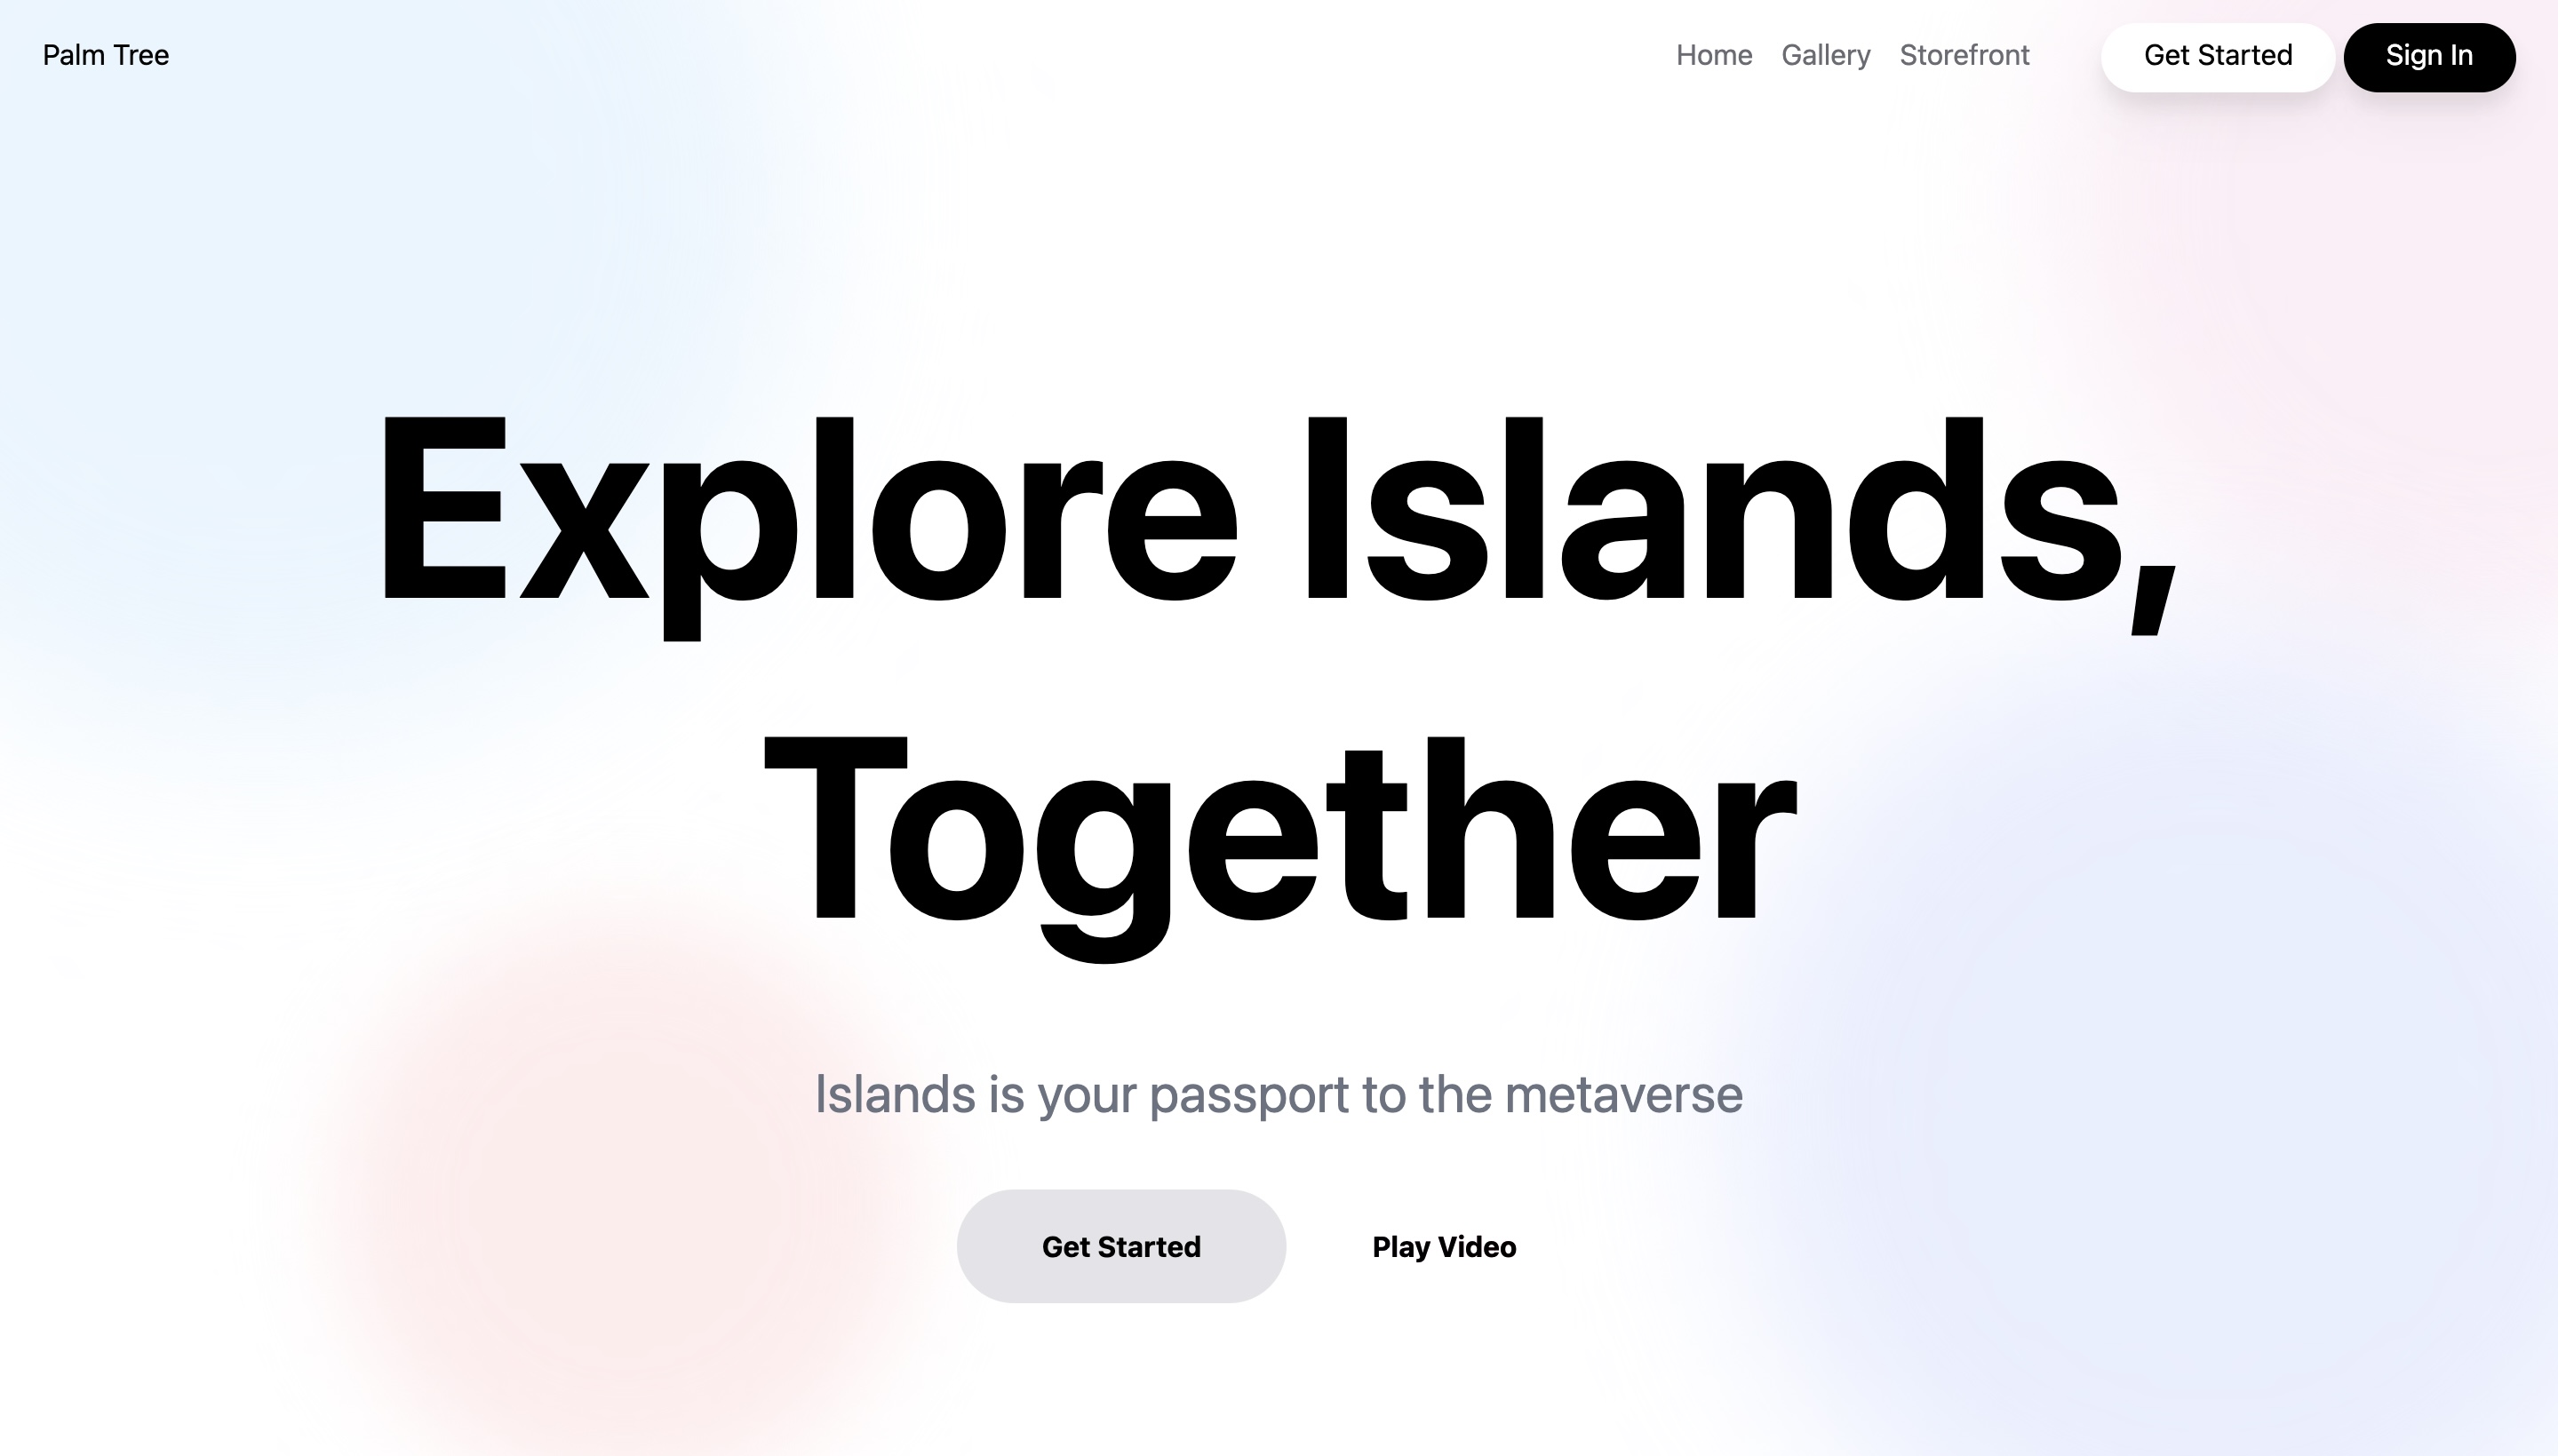 Palm Tree
Home Gallery Storefront Get Started Sign In
Explore Islands,
Together
Islands is your passport to the metaverse
Get Started Play Video